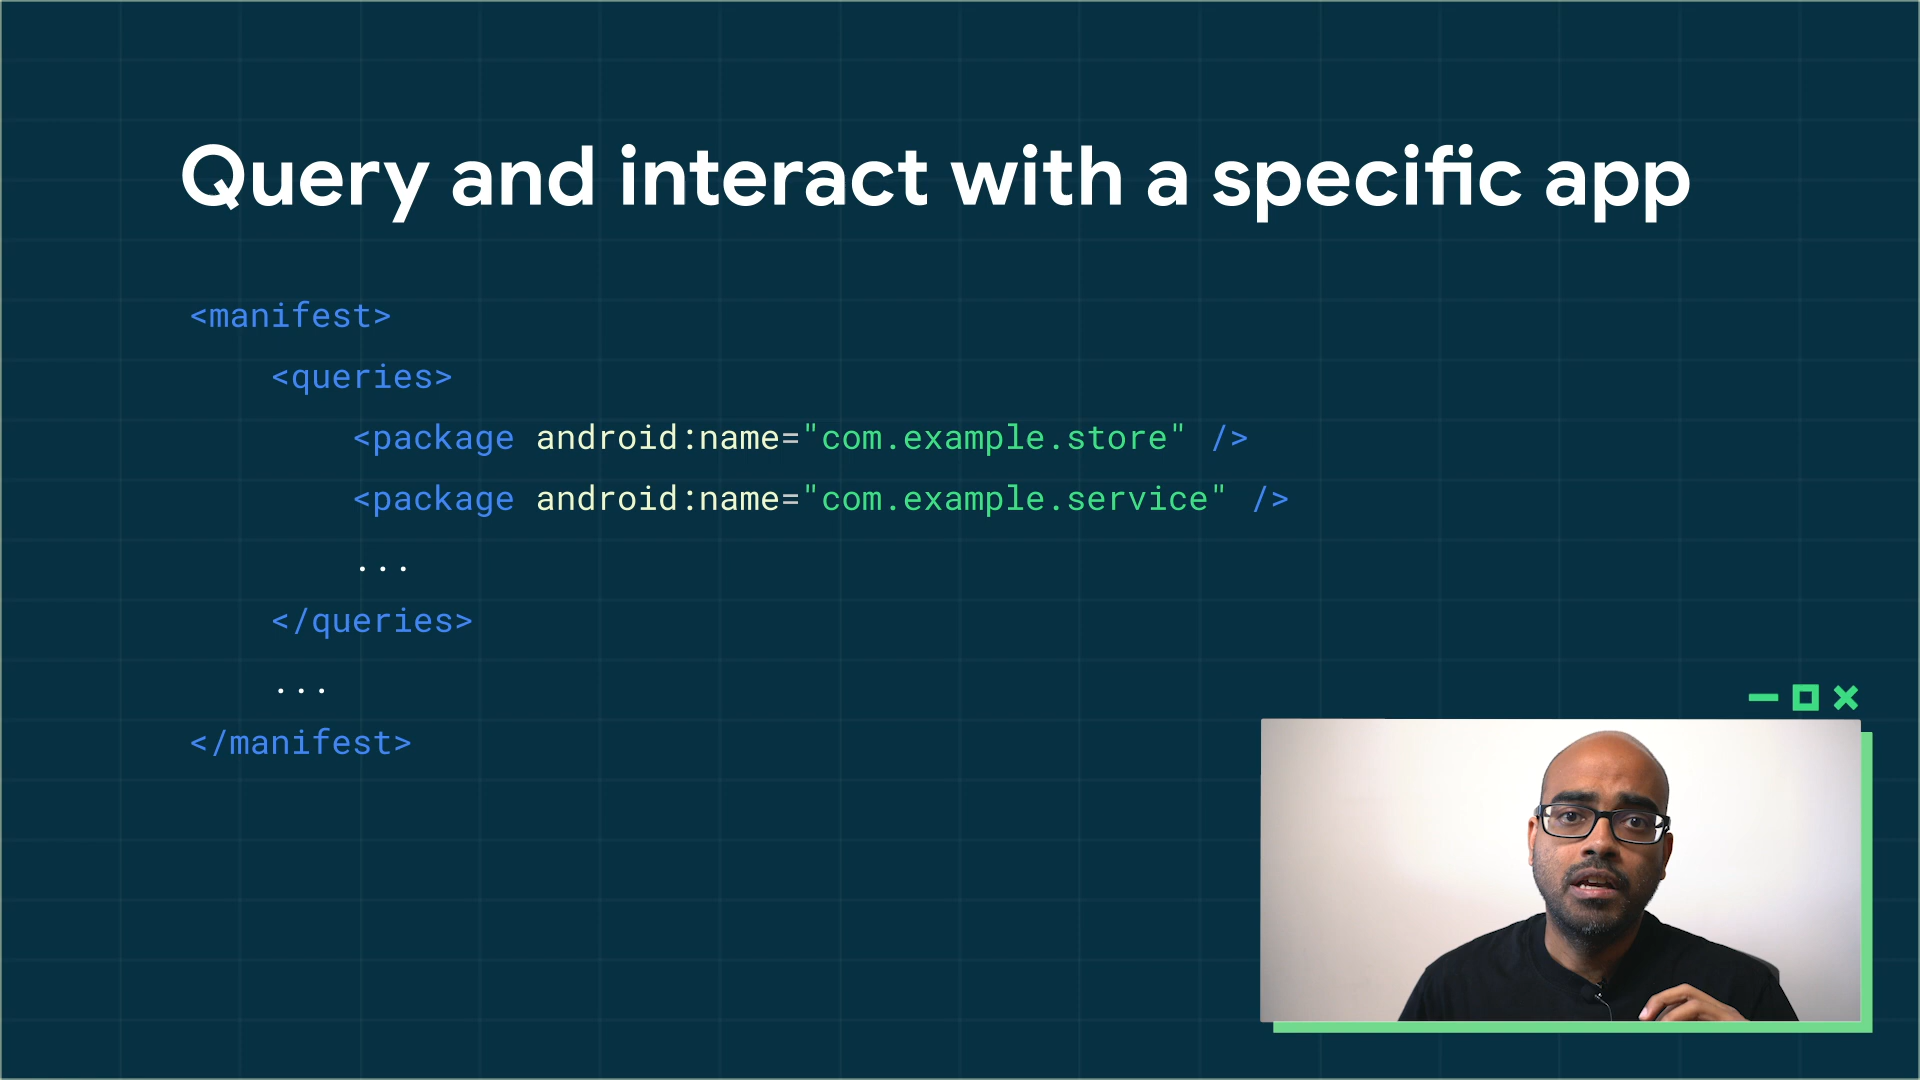 Query and interact with a specific app
<manifest>
<queries>
<package android:name="com.example.store" />
<package android:name="com.example.service" />
...
</queries>
...
</manifest>